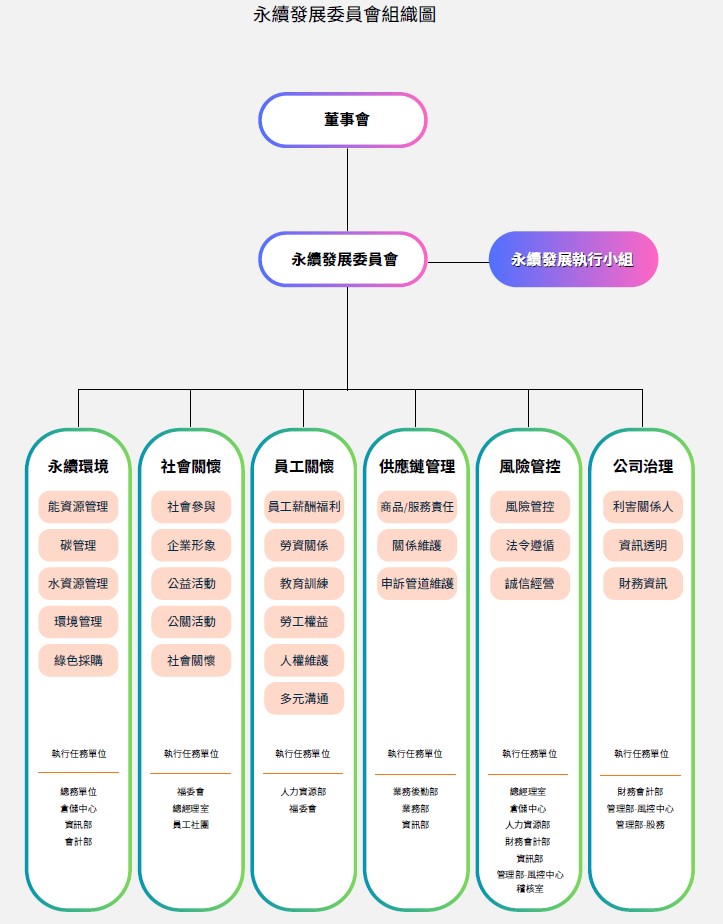 永續發展委員會組織圖
董事會
永續發展委員會
永續發展執行小組
永續環境
能資源管理
碳管理
水資源管理
環境管理
綠色採購
執行任務單位
總務單位
倉儲中心
資訊部
會計部
社會關懷
社會參與
企業形象
公益活動
公關活動
社會關懷
執行任務單位
福委會
總經理室
員工社團
員工關懷
員工薪酬福利
勞資關係
教育訓練
勞工權益
人權維護
多元溝通
執行任務單位
人力資源部
福委會
供應鏈管理
商品/服務責任
關係維護
申訴管道維護
執行任務單位
業務後勤部
業務部
資訊部
風險管控
風險管控
法令遵循
誠信經營
執行任務單位
總經理室
倉儲中心
人力資源部
財務會計部
資訊部
管理部-風控中心
稽核室
公司治理
利害關係人
資訊透明
財務資訊
執行任務單位
財務會計部
管理部-風控中心
管理部-股務